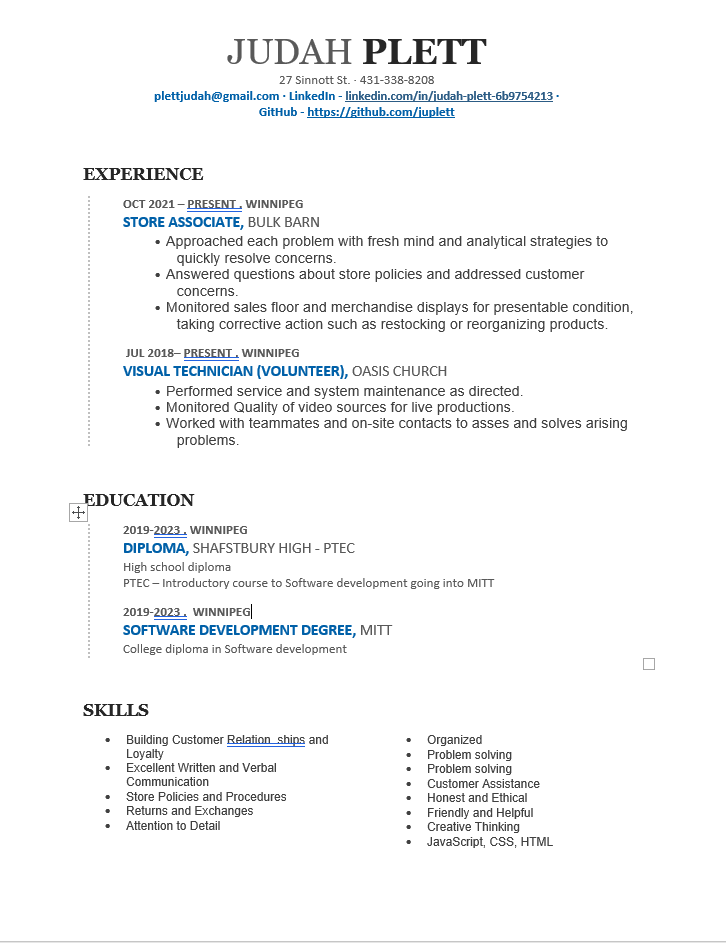 JUDAH PLETT
27 Sinnott St. · 431-338-8208
plettjudah@gmail.com · LinkedIn - linkedin.com/in/judah-plett-6b9754213 ·
GitHub - https://github.com/juplett
EXPERIENCE
OCT 2021 – PRESENT , WINNIPEG
STORE ASSOCIATE, BULK BARN
• Approached each problem with fresh mind and analytical strategies to
quickly resolve concerns.
• Answered questions about store policies and addressed customer
concerns.
• Monitored sales floor and merchandise displays for presentable condition,
taking corrective action such as restocking or reorganizing products.
JUL 2018– PRESENT , WINNIPEG
VISUAL TECHNICIAN (VOLUNTEER), OASIS CHURCH
• Performed service and system maintenance as directed.
• Monitored Quality of video sources for live productions.
• Worked with teammates and on-site contacts to asses and solves arising
problems.
EDUCATION
2019-2023 , WINNIPEG
DIPLOMA, SHAFSTBURY HIGH - PTEC
High school diploma
PTEC – Introductory course to Software development going into MITT
2019-2023 , WINNIPEG
SOFTWARE DEVELOPMENT DEGREE, MITT
College diploma in Software development
SKILLS
• Building Customer Relation ships and
Loyalty
• Excellent Written and Verbal
Communication
• Store Policies and Procedures
• Returns and Exchanges
• Attention to Detail
• Organized
• Problem solving
• Problem solving
• Customer Assistance
• Honest and Ethical
• Friendly and Helpful
• Creative Thinking
• JavaScript, CSS, HTML